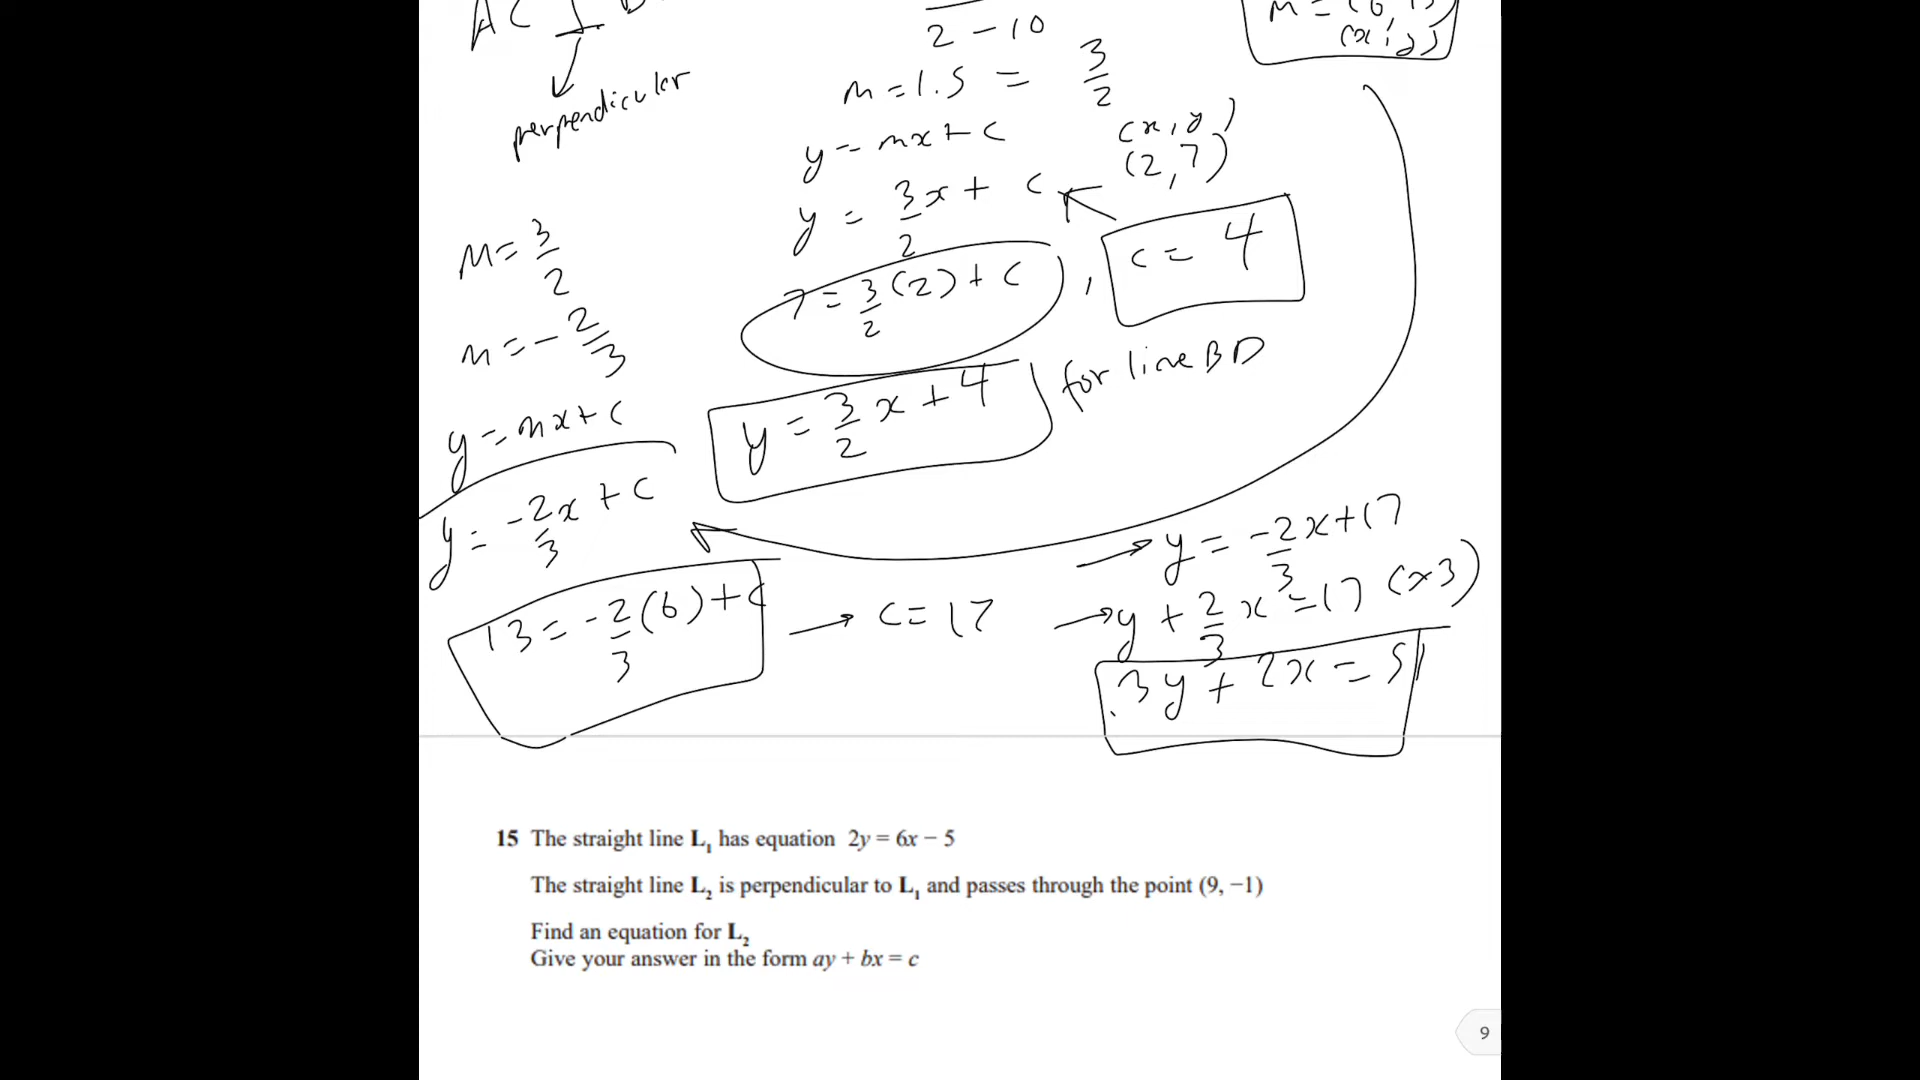 AC ⊥
perpendicular
2 - 10
m = 1.5 = 3/2
(x, y)
y = mx + c
(x, y)
(2, 7)
y = 3/2 x + c
c = 4
7 = 3/2 (2) + c ,
y = 3/2 x + 4 for line BD
M = 3/2
m = -2/3
y = mx + c
y = -2/3 x + c
13 = -2/3 (6) + c → c = 17
→ y = -2/3 x + 17
→ y + 2/3 x = 17 (×3)
3y + 2x = 51
15 The straight line L₁ has equation 2y = 6x − 5
The straight line L₂ is perpendicular to L₁ and passes through the point (9, −1)
Find an equation for L₂
Give your answer in the form ay + bx = c
9